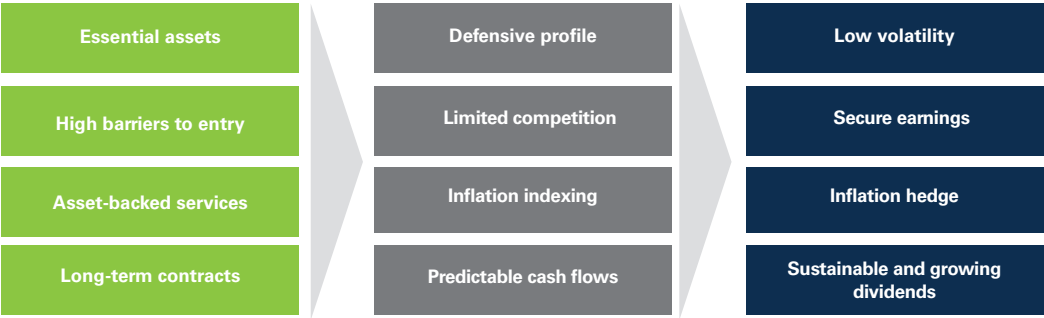 Essential assets
Defensive profile
Low volatility
High barriers to entry
Limited competition
Secure earnings
Asset-backed services
Inflation indexing
Inflation hedge
Long-term contracts
Predictable cash flows
Sustainable and growing
dividends